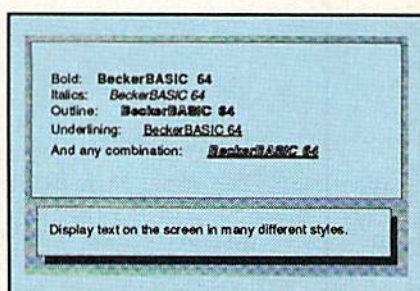 Bold: BeckerBASIC 64
Italics: BeckerBASIC 64
Outline: BeckerBASIC 64
Underlining: BeckerBASIC 64
And any combination: BeckerBASIC 64
Display text on the screen in many different styles.